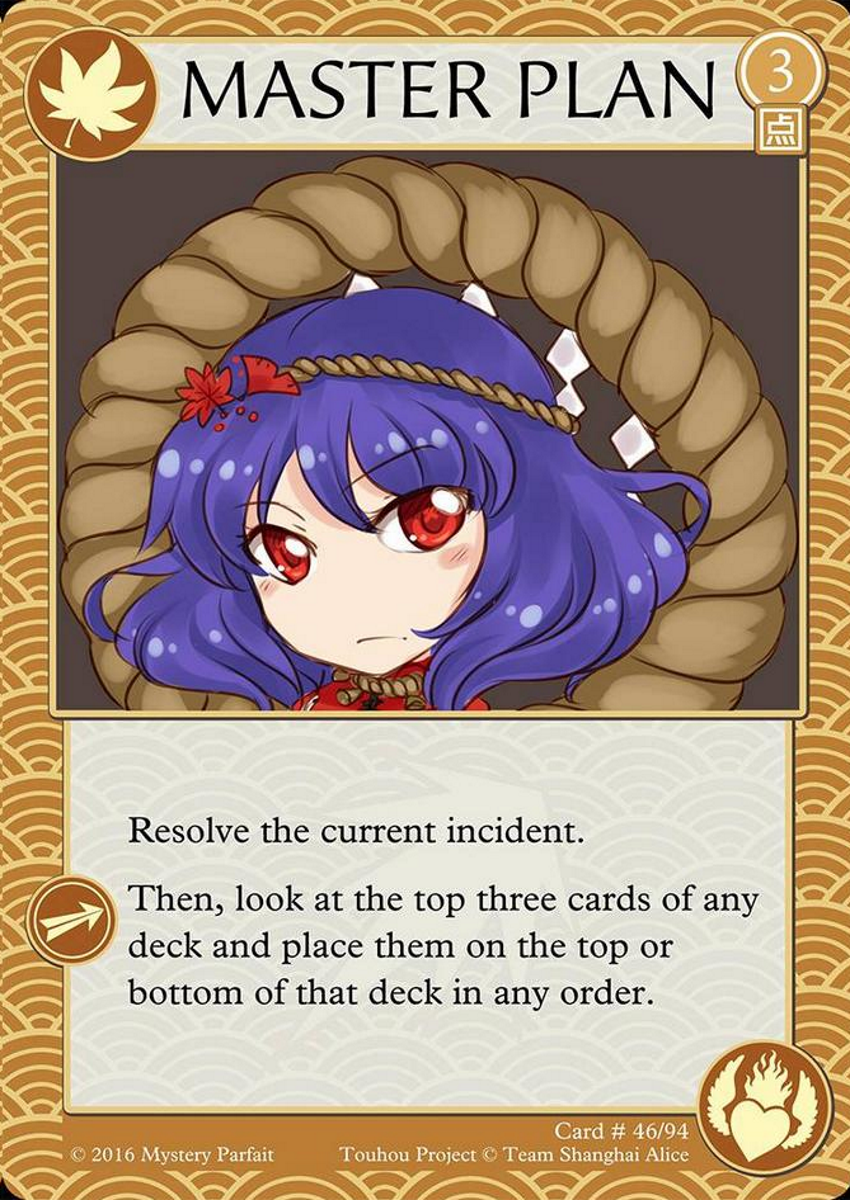 MASTER PLAN
3
点
Resolve the current incident.
Then, look at the top three cards of any
deck and place them on the top or
bottom of that deck in any order.
Card # 46/94
© 2016 Mystery Parfait
Touhou Project © Team Shanghai Alice